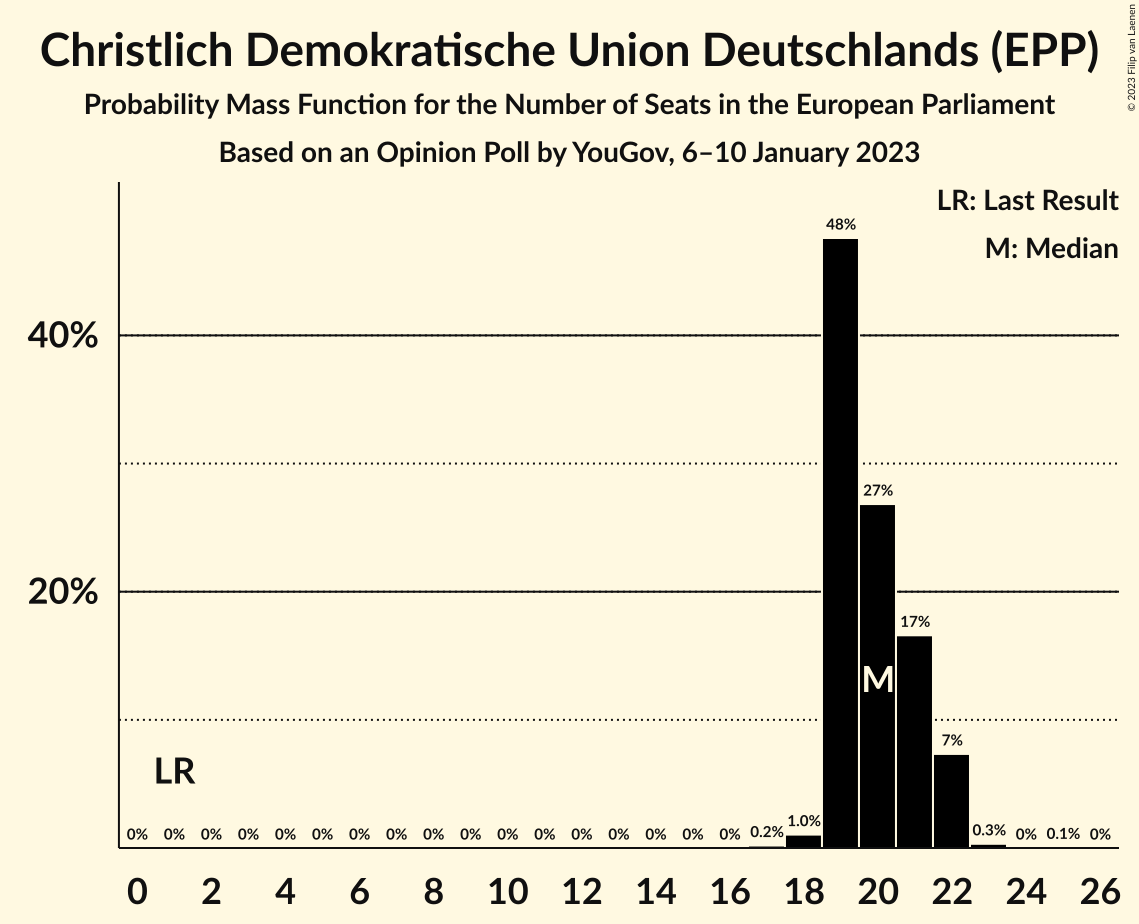 Christlich Demokratische Union Deutschlands (EPP)
Probability Mass Function for the Number of Seats in the European Parliament
Based on an Opinion Poll by YouGov, 6–10 January 2023
© 2023 Filip van Laenen
LR: Last Result
M: Median
48%
40%
27%
20%
17%
M
7%
LR
0% 0% 0% 0% 0% 0% 0% 0% 0% 0% 0% 0% 0% 0% 0% 0% 0% 0.2% 1.0% 0.3% 0% 0.1% 0%
0 2 4 6 8 10 12 14 16 18 20 22 24 26